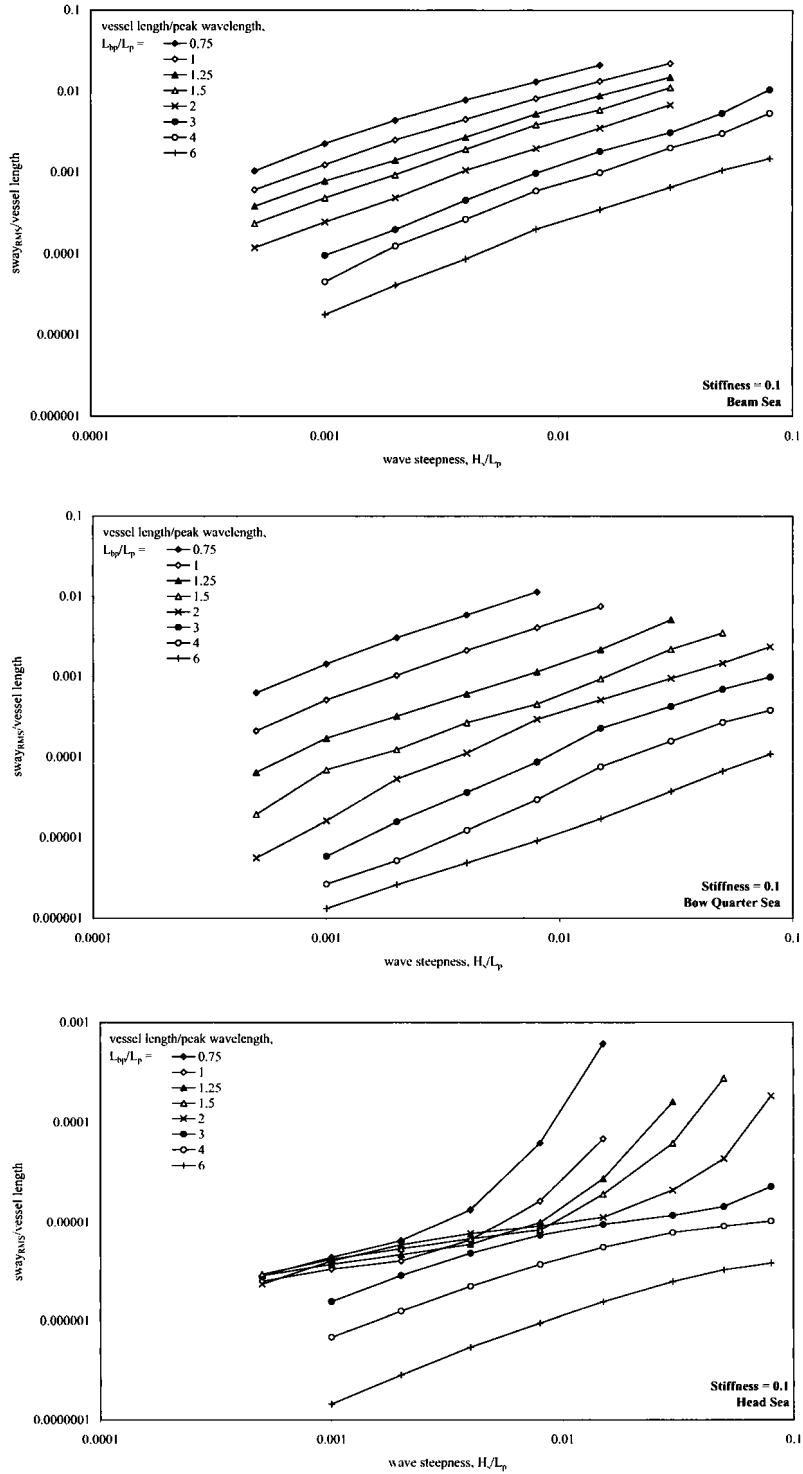 0.1
vessel length/peak wavelength,
Lbp/Lp =
0.75
1
1.25
1.5
2
3
4
6
0.01
0.001
0.0001
0.00001
0.000001
swayRMS/vessel length
Stiffness = 0.1
Beam Sea
0.0001
0.001
0.01
0.1
wave steepness, Hs/Lp
0.1
vessel length/peak wavelength,
Lbp/Lp =
0.75
1
1.25
1.5
2
3
4
6
0.01
0.001
0.0001
0.00001
0.000001
swayRMS/vessel length
Stiffness = 0.1
Bow Quarter Sea
0.0001
0.001
0.01
0.1
wave steepness, Hs/Lp
0.001
vessel length/peak wavelength,
Lbp/Lp =
0.75
1
1.25
1.5
2
3
4
6
0.0001
0.00001
0.000001
0.0000001
swayRMS/vessel length
Stiffness = 0.1
Head Sea
0.0001
0.001
0.01
0.1
wave steepness, Hs/Lp